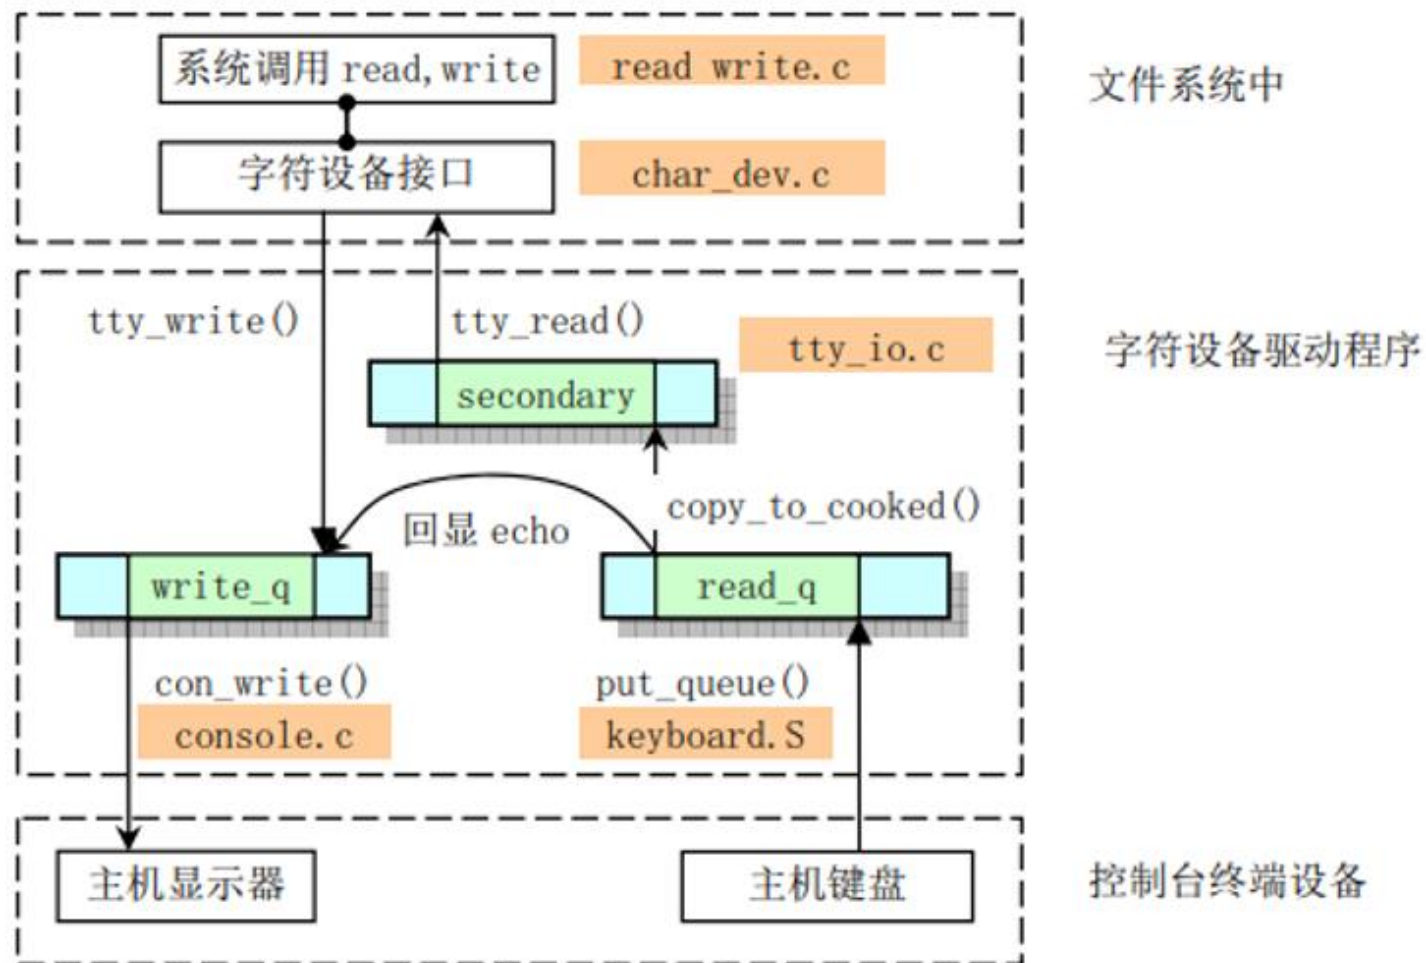 系统调用 read,write
read write.c
文件系统中
字符设备接口
char_dev.c
tty_write()
tty_read()
tty_io.c
字符设备驱动程序
secondary
copy_to_cooked()
回显 echo
write_q
read_q
con_write()
put_queue()
console.c
keyboard.S
主机显示器
主机键盘
控制台终端设备